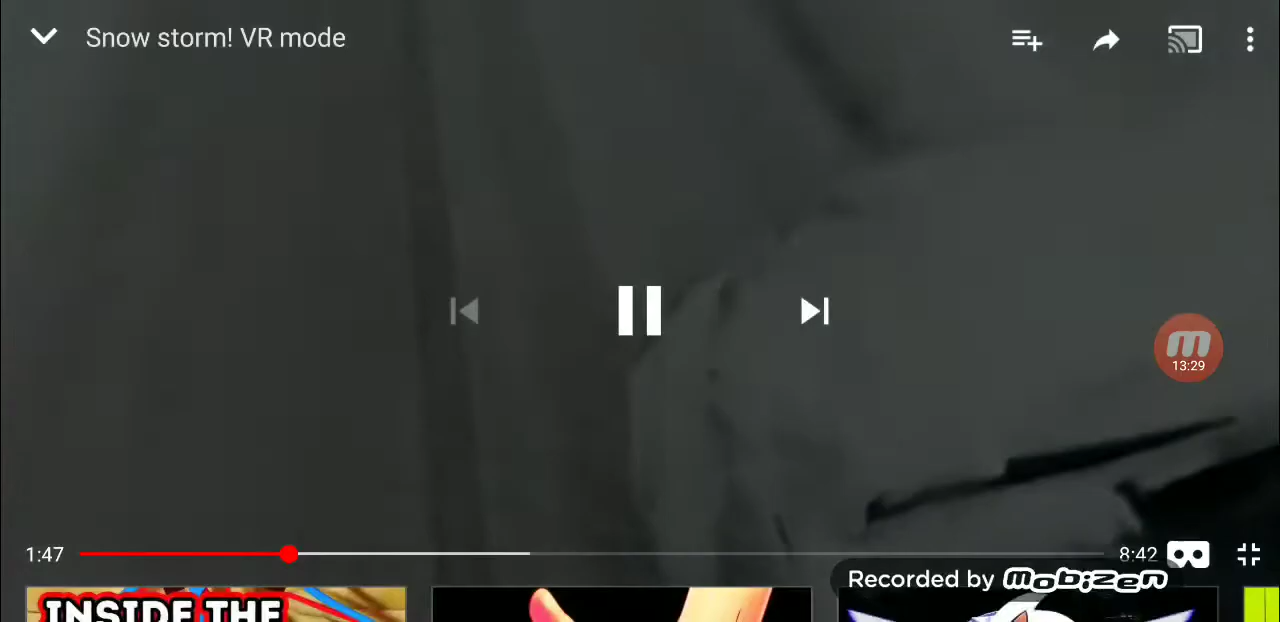 Snow storm! VR mode
13:29
1:47
8:42
Recorded by mobizen
INSIDE THE